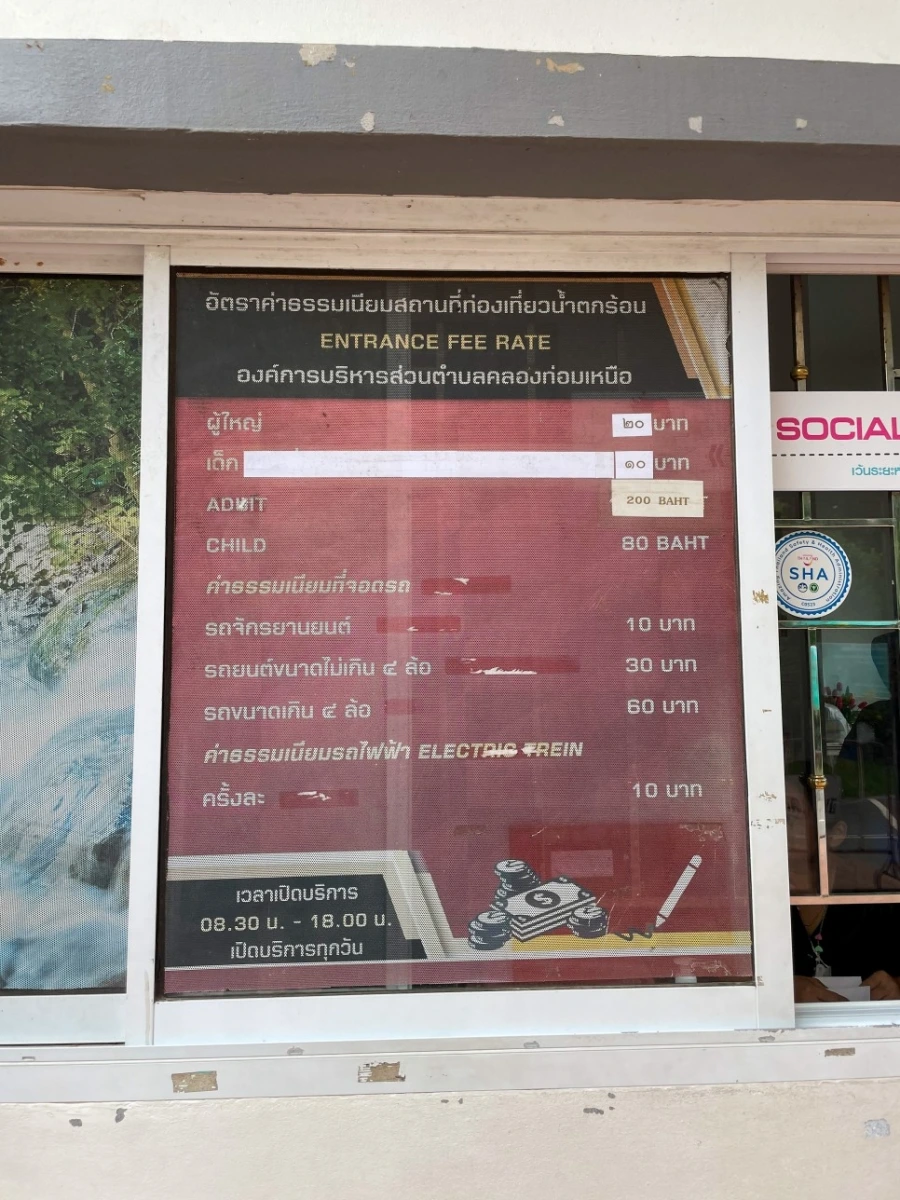 อัตราค่าธรรมเนียมสถานที่ท่องเที่ยวน้ำตกร้อน
ENTRANCE FEE RATE
องค์การบริหารส่วนตำบลคลองท่อมเหนือ
ผู้ใหญ่ ๒๐ บาท
เด็ก ๑๐ บาท
ADMIT 200 BAHT
CHILD 80 BAHT
ค่าธรรมเนียมที่จอดรถ
รถจักรยานยนต์ 10 บาท
รถยนต์ขนาดไม่เกิน ๔ ล้อ 30 บาท
รถขนาดเกิน ๔ ล้อ 60 บาท
ค่าธรรมเนียมรถไฟฟ้า ELECTRIC TREIN
ครั้งละ 10 บาท
เวลาเปิดบริการ
08.30 น. - 18.00 น.
เปิดบริการทุกวัน
SOCIAL
เว้นระยะห
SHA